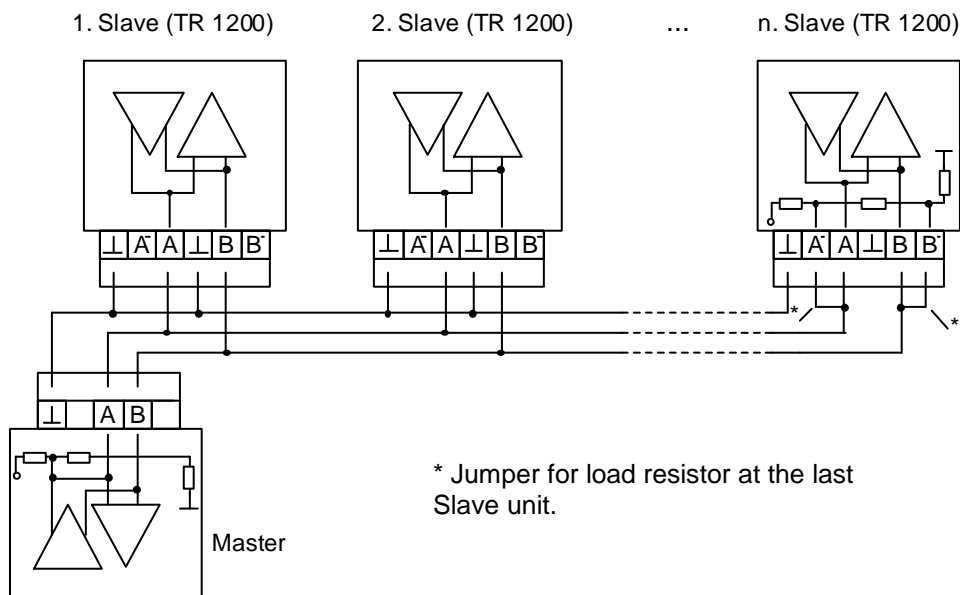 1. Slave (TR 1200) 2. Slave (TR 1200) ... n. Slave (TR 1200)
⊥ A⁻ A ⊥ B B⁻ ⊥ A⁻ A ⊥ B B⁻ ⊥ A⁻ A ⊥ B B⁻
* *
⊥ A B
* Jumper for load resistor at the last
Slave unit.
Master